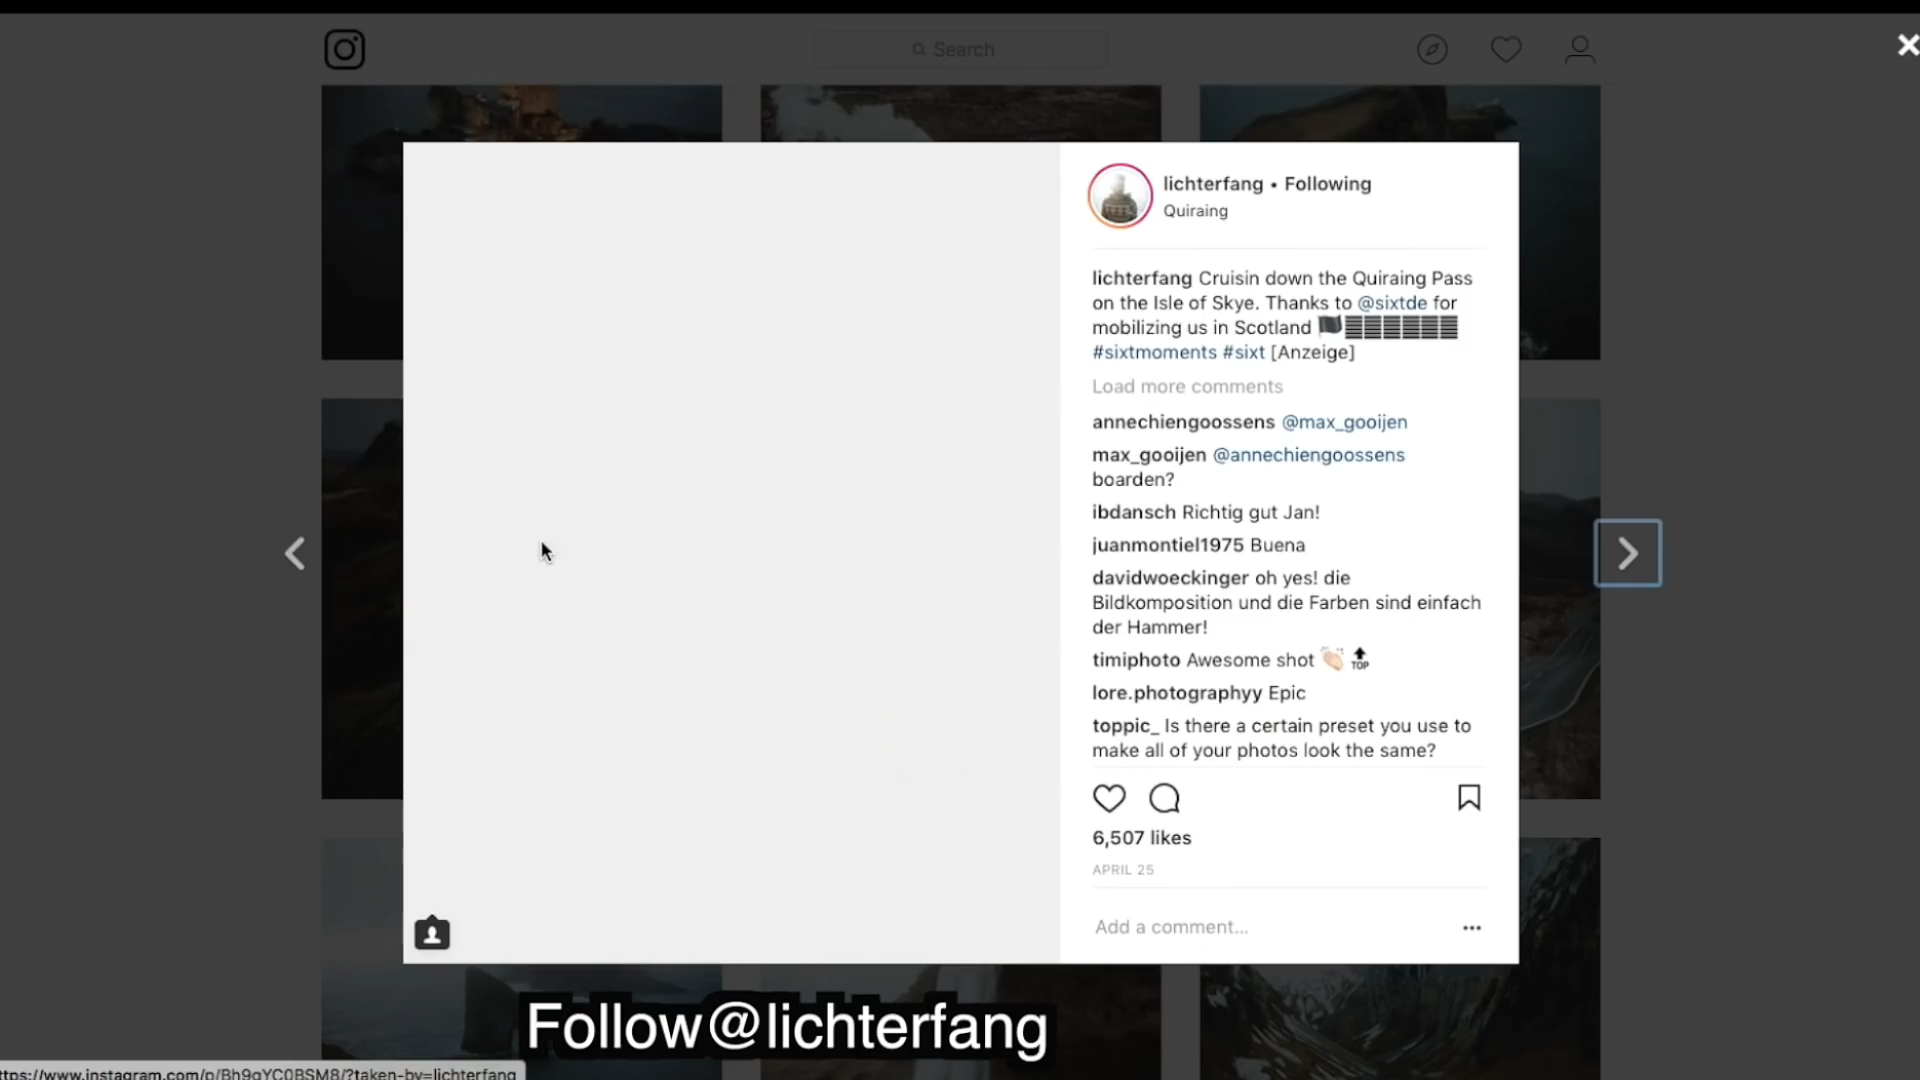 Search
lichterfang • Following
Quiraing
lichterfang Cruisin down the Quiraing Pass
on the Isle of Skye. Thanks to @sixtde for
mobilizing us in Scotland
#sixtmoments #sixt [Anzeige]
Load more comments
annechiengoossens @max_gooijen
max_gooijen @annechiengoossens
boarden?
ibdansch Richtig gut Jan!
juanmontiel1975 Buena
davidwoeckinger oh yes! die
Bildkomposition und die Farben sind einfach
der Hammer!
timiphoto Awesome shot 👏🏻 🔝
lore.photographyy Epic
toppic_ Is there a certain preset you use to
make all of your photos look the same?
6,507 likes
APRIL 25
Add a comment...
Follow@lichterfang